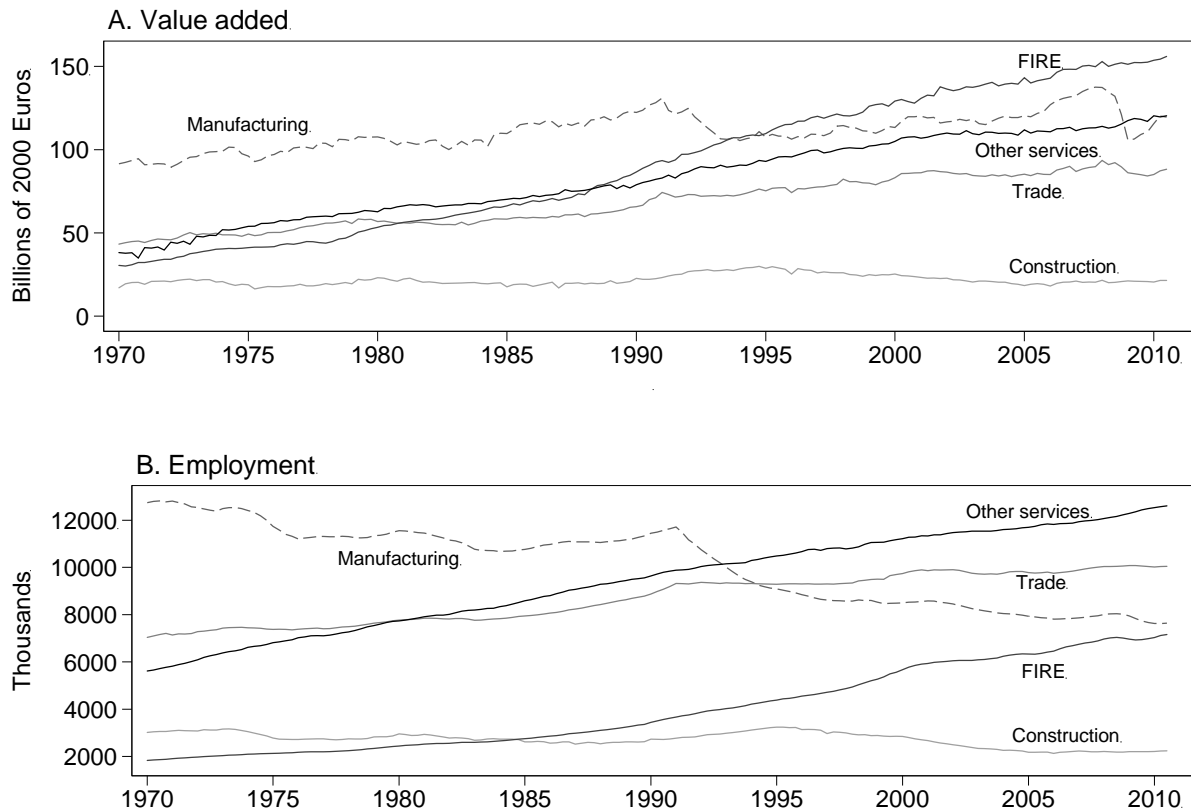 A. Value added
Billions of 2000 Euros
150
100
50
0
FIRE
Manufacturing
Other services
Trade
Construction
1970 1975 1980 1985 1990 1995 2000 2005 2010
B. Employment
Thousands
12000
10000
8000
6000
4000
2000
Other services
Manufacturing
Trade
FIRE
Construction
1970 1975 1980 1985 1990 1995 2000 2005 2010